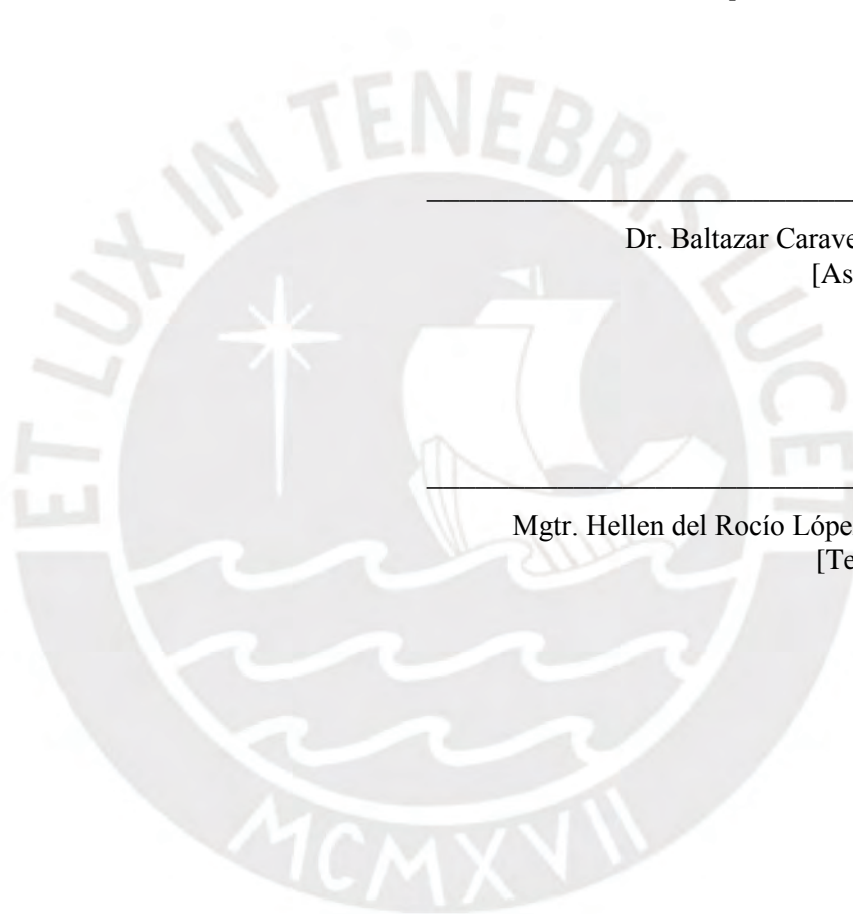 ET LUX IN TENEBRIS LUCET
Dr. Baltazar Carave
[As
Mgtr. Hellen del Rocío Lópe
[Te
MCMXVII